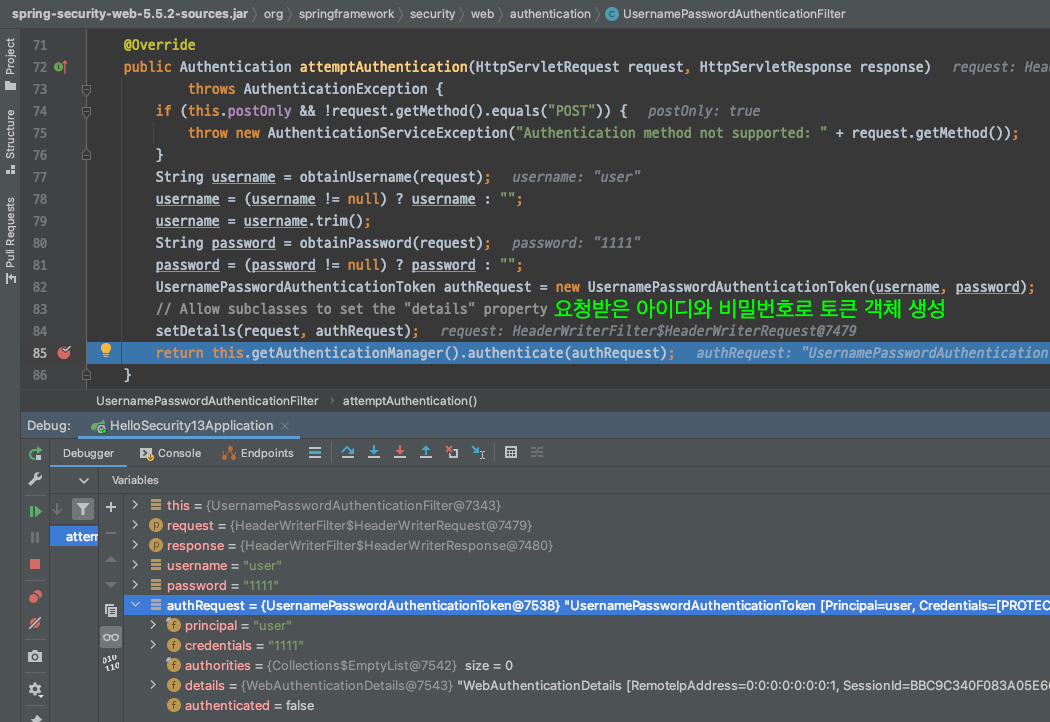 spring-security-web-5.5.2-sources.jar org springframework security web authentication UsernamePasswordAuthenticationFilter
Project
Structure
Pull Requests
71 @Override
72 public Authentication attemptAuthentication(HttpServletRequest request, HttpServletResponse response) request: Hea
73 throws AuthenticationException {
74 if (this.postOnly && !request.getMethod().equals("POST")) { postOnly: true
75 throw new AuthenticationServiceException("Authentication method not supported: " + request.getMethod());
76 }
77 String username = obtainUsername(request); username: "user"
78 username = (username != null) ? username : "";
79 username = username.trim();
80 String password = obtainPassword(request); password: "1111"
81 password = (password != null) ? password : "";
82 UsernamePasswordAuthenticationToken authRequest = new UsernamePasswordAuthenticationToken(username, password);
83 // Allow subclasses to set the "details" property 요청받은 아이디와 비밀번호로 토큰 객체 생성
84 setDetails(request, authRequest); request: HeaderWriterFilter$HeaderWriterRequest@7479
85 return this.getAuthenticationManager().authenticate(authRequest); authRequest: "UsernamePasswordAuthentication
86 }
UsernamePasswordAuthenticationFilter attemptAuthentication()
Debug: HelloSecurity13Application
Debugger Console Endpoints
Variables
attem
this = {UsernamePasswordAuthenticationFilter@7343}
request = {HeaderWriterFilter$HeaderWriterRequest@7479}
response = {HeaderWriterFilter$HeaderWriterResponse@7480}
username = "user"
password = "1111"
authRequest = {UsernamePasswordAuthenticationToken@7538} "UsernamePasswordAuthenticationToken [Principal=user, Credentials=[PROTEC
principal = "user"
credentials = "1111"
authorities = {Collections$EmptyList@7542} size = 0
details = {WebAuthenticationDetails@7543} "WebAuthenticationDetails [RemoteIpAddress=0:0:0:0:0:0:0:1, SessionId=BBC9C340F083A05E60
authenticated = false